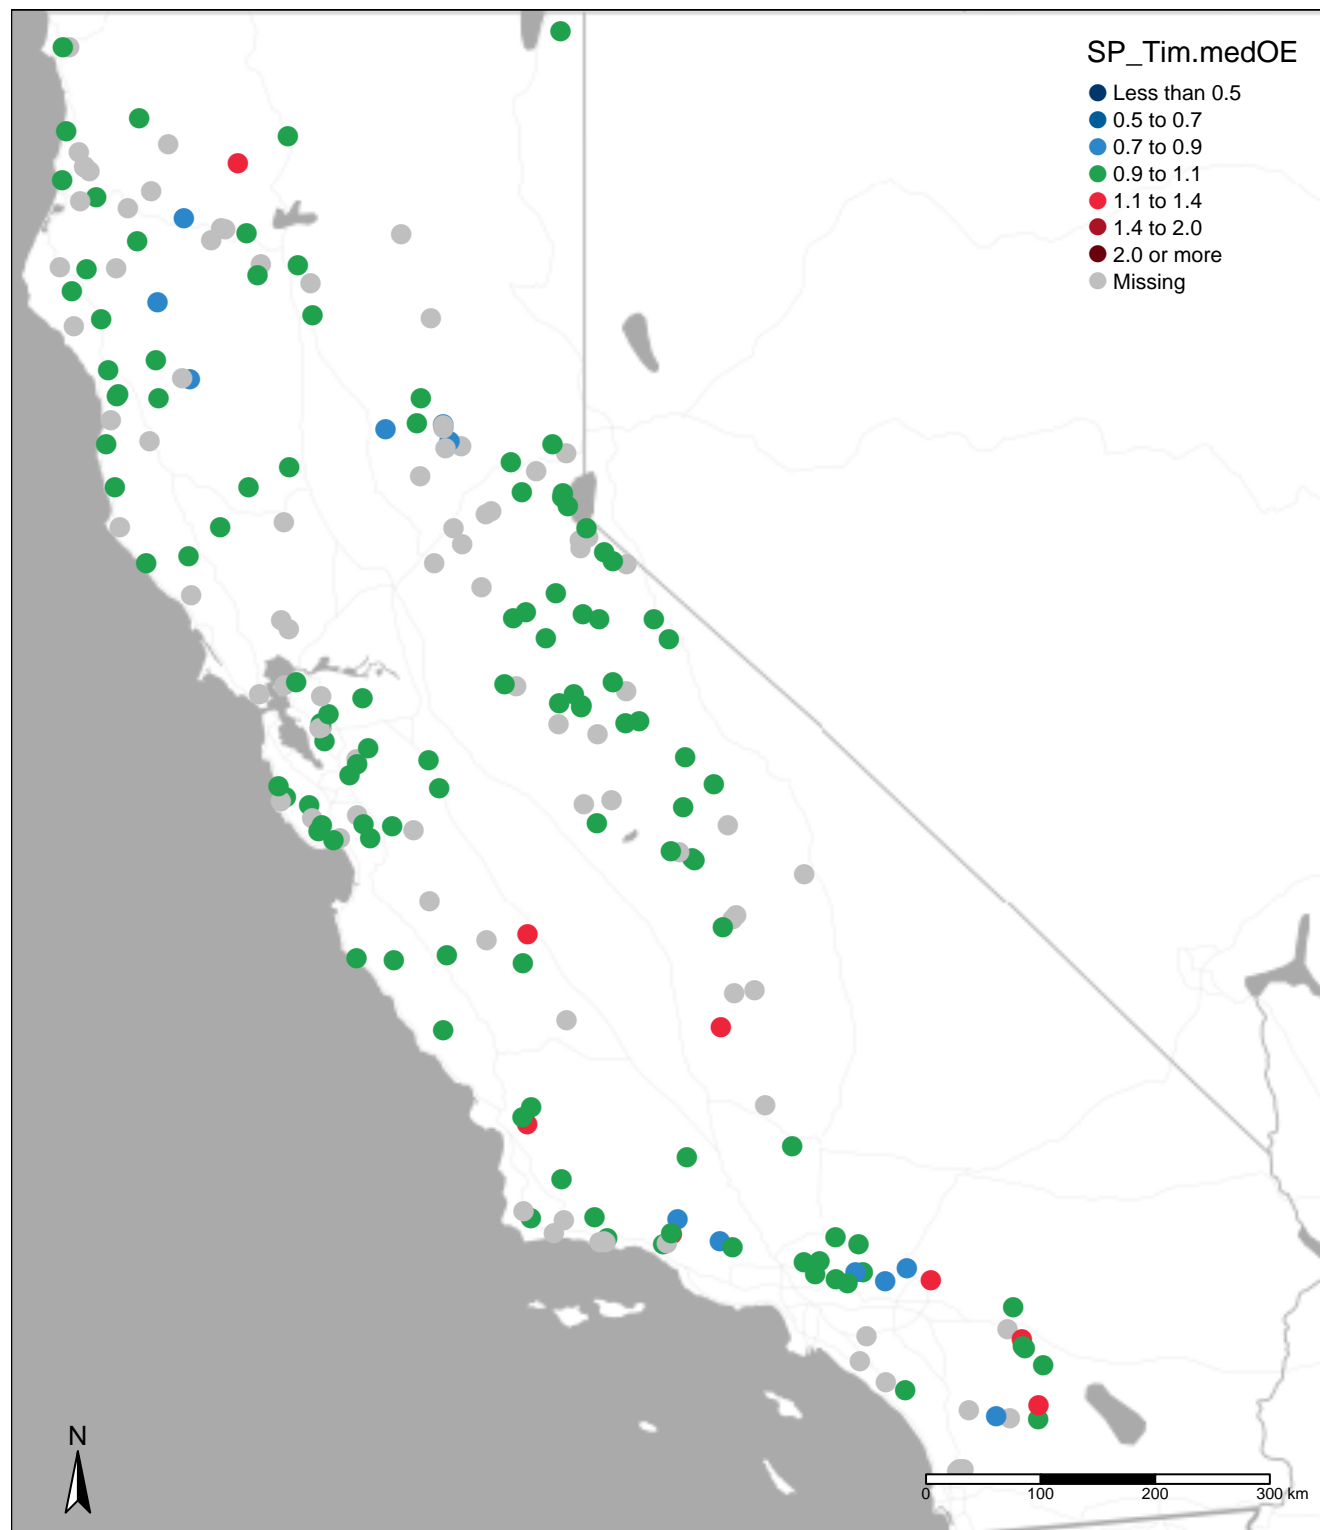 SP_Tim.medOE
Less than 0.5
0.5 to 0.7
0.7 to 0.9
0.9 to 1.1
1.1 to 1.4
1.4 to 2.0
2.0 or more
Missing
N
0 100 200 300 km